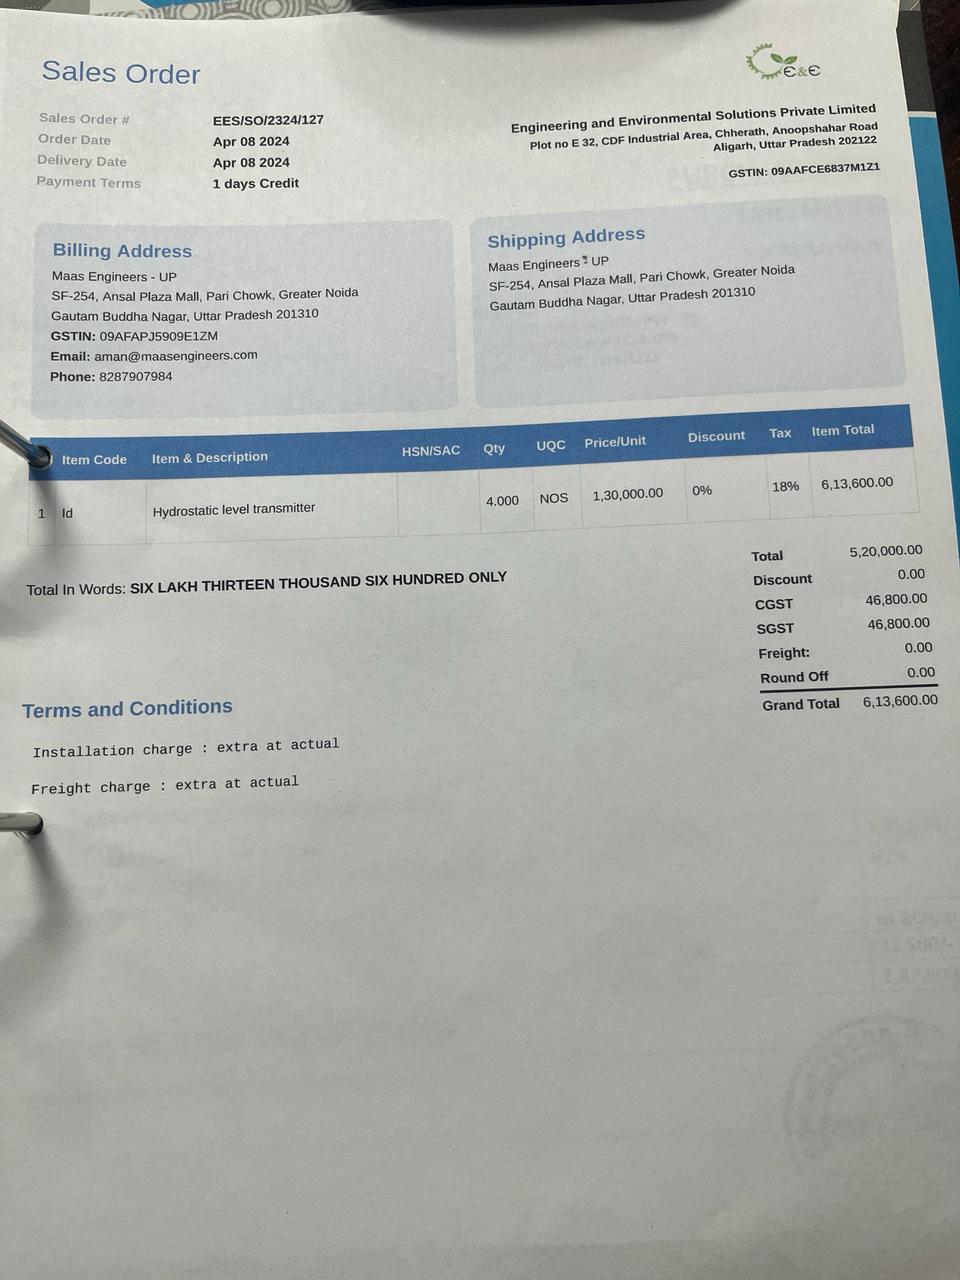 Sales Order
E&E
Sales Order # EES/SO/2324/127
Order Date Apr 08 2024
Delivery Date Apr 08 2024
Payment Terms 1 days Credit
Engineering and Environmental Solutions Private Limited
Plot no E 32, CDF Industrial Area, Chherath, Anoopshahar Road
Aligarh, Uttar Pradesh 202122
GSTIN: 09AAFCE6837M1Z1
Billing Address
Maas Engineers - UP
SF-254, Ansal Plaza Mall, Pari Chowk, Greater Noida
Gautam Buddha Nagar, Uttar Pradesh 201310
GSTIN: 09AFAPJ5909E1ZM
Email: aman@maasengineers.com
Phone: 8287907984
Shipping Address
Maas Engineers - UP
SF-254, Ansal Plaza Mall, Pari Chowk, Greater Noida
Gautam Buddha Nagar, Uttar Pradesh 201310
Item Code Item & Description HSN/SAC Qty UQC Price/Unit Discount Tax Item Total
1 Id Hydrostatic level transmitter 4.000 NOS 1,30,000.00 0% 18% 6,13,600.00
Total In Words: SIX LAKH THIRTEEN THOUSAND SIX HUNDRED ONLY
Total 5,20,000.00
Discount 0.00
CGST 46,800.00
SGST 46,800.00
Freight: 0.00
Round Off 0.00
Grand Total 6,13,600.00
Terms and Conditions
Installation charge : extra at actual
Freight charge : extra at actual